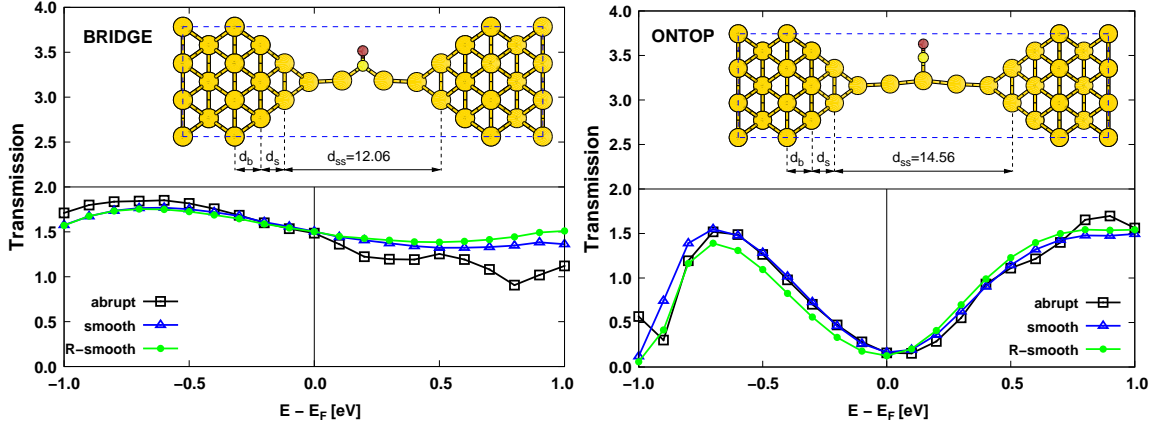 BRIDGE
d_b
d_s
d_ss=12.06
Transmission
4.0
3.5
3.0
2.5
2.0
1.5
1.0
0.5
0.0
abrupt
smooth
R−smooth
−1.0
−0.5
0.0
0.5
1.0
E − E_F [eV]
ONTOP
d_b
d_s
d_ss=14.56
Transmission
4.0
3.5
3.0
2.5
2.0
1.5
1.0
0.5
0.0
abrupt
smooth
R−smooth
−1.0
−0.5
0.0
0.5
1.0
E − E_F [eV]